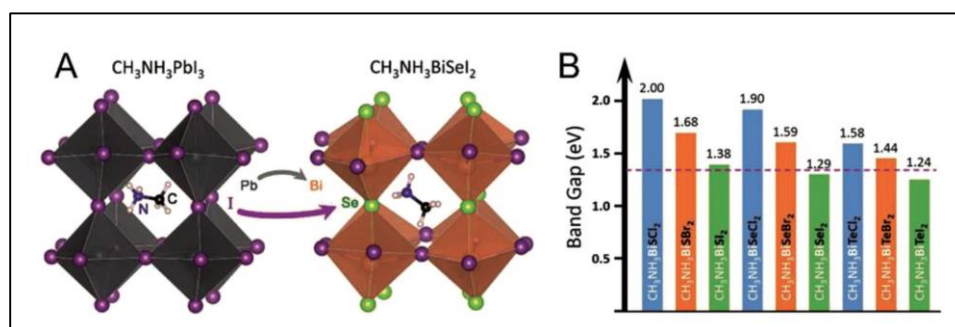 A
CH₃NH₃PbI₃
CH₃NH₃BiSeI₂
Pb
Bi
I
Se
N
C
B
Band Gap (eV)
2.0
1.5
1.0
0.5
2.00
1.68
1.38
1.90
1.59
1.29
1.58
1.44
1.24
CH₃NH₃BiSCl₂
CH₃NH₃BiSBr₂
CH₃NH₃BiSI₂
CH₃NH₃BiSeCl₂
CH₃NH₃BiSeBr₂
CH₃NH₃BiSeI₂
CH₃NH₃BiTeCl₂
CH₃NH₃BiTeBr₂
CH₃NH₃BiTeI₂